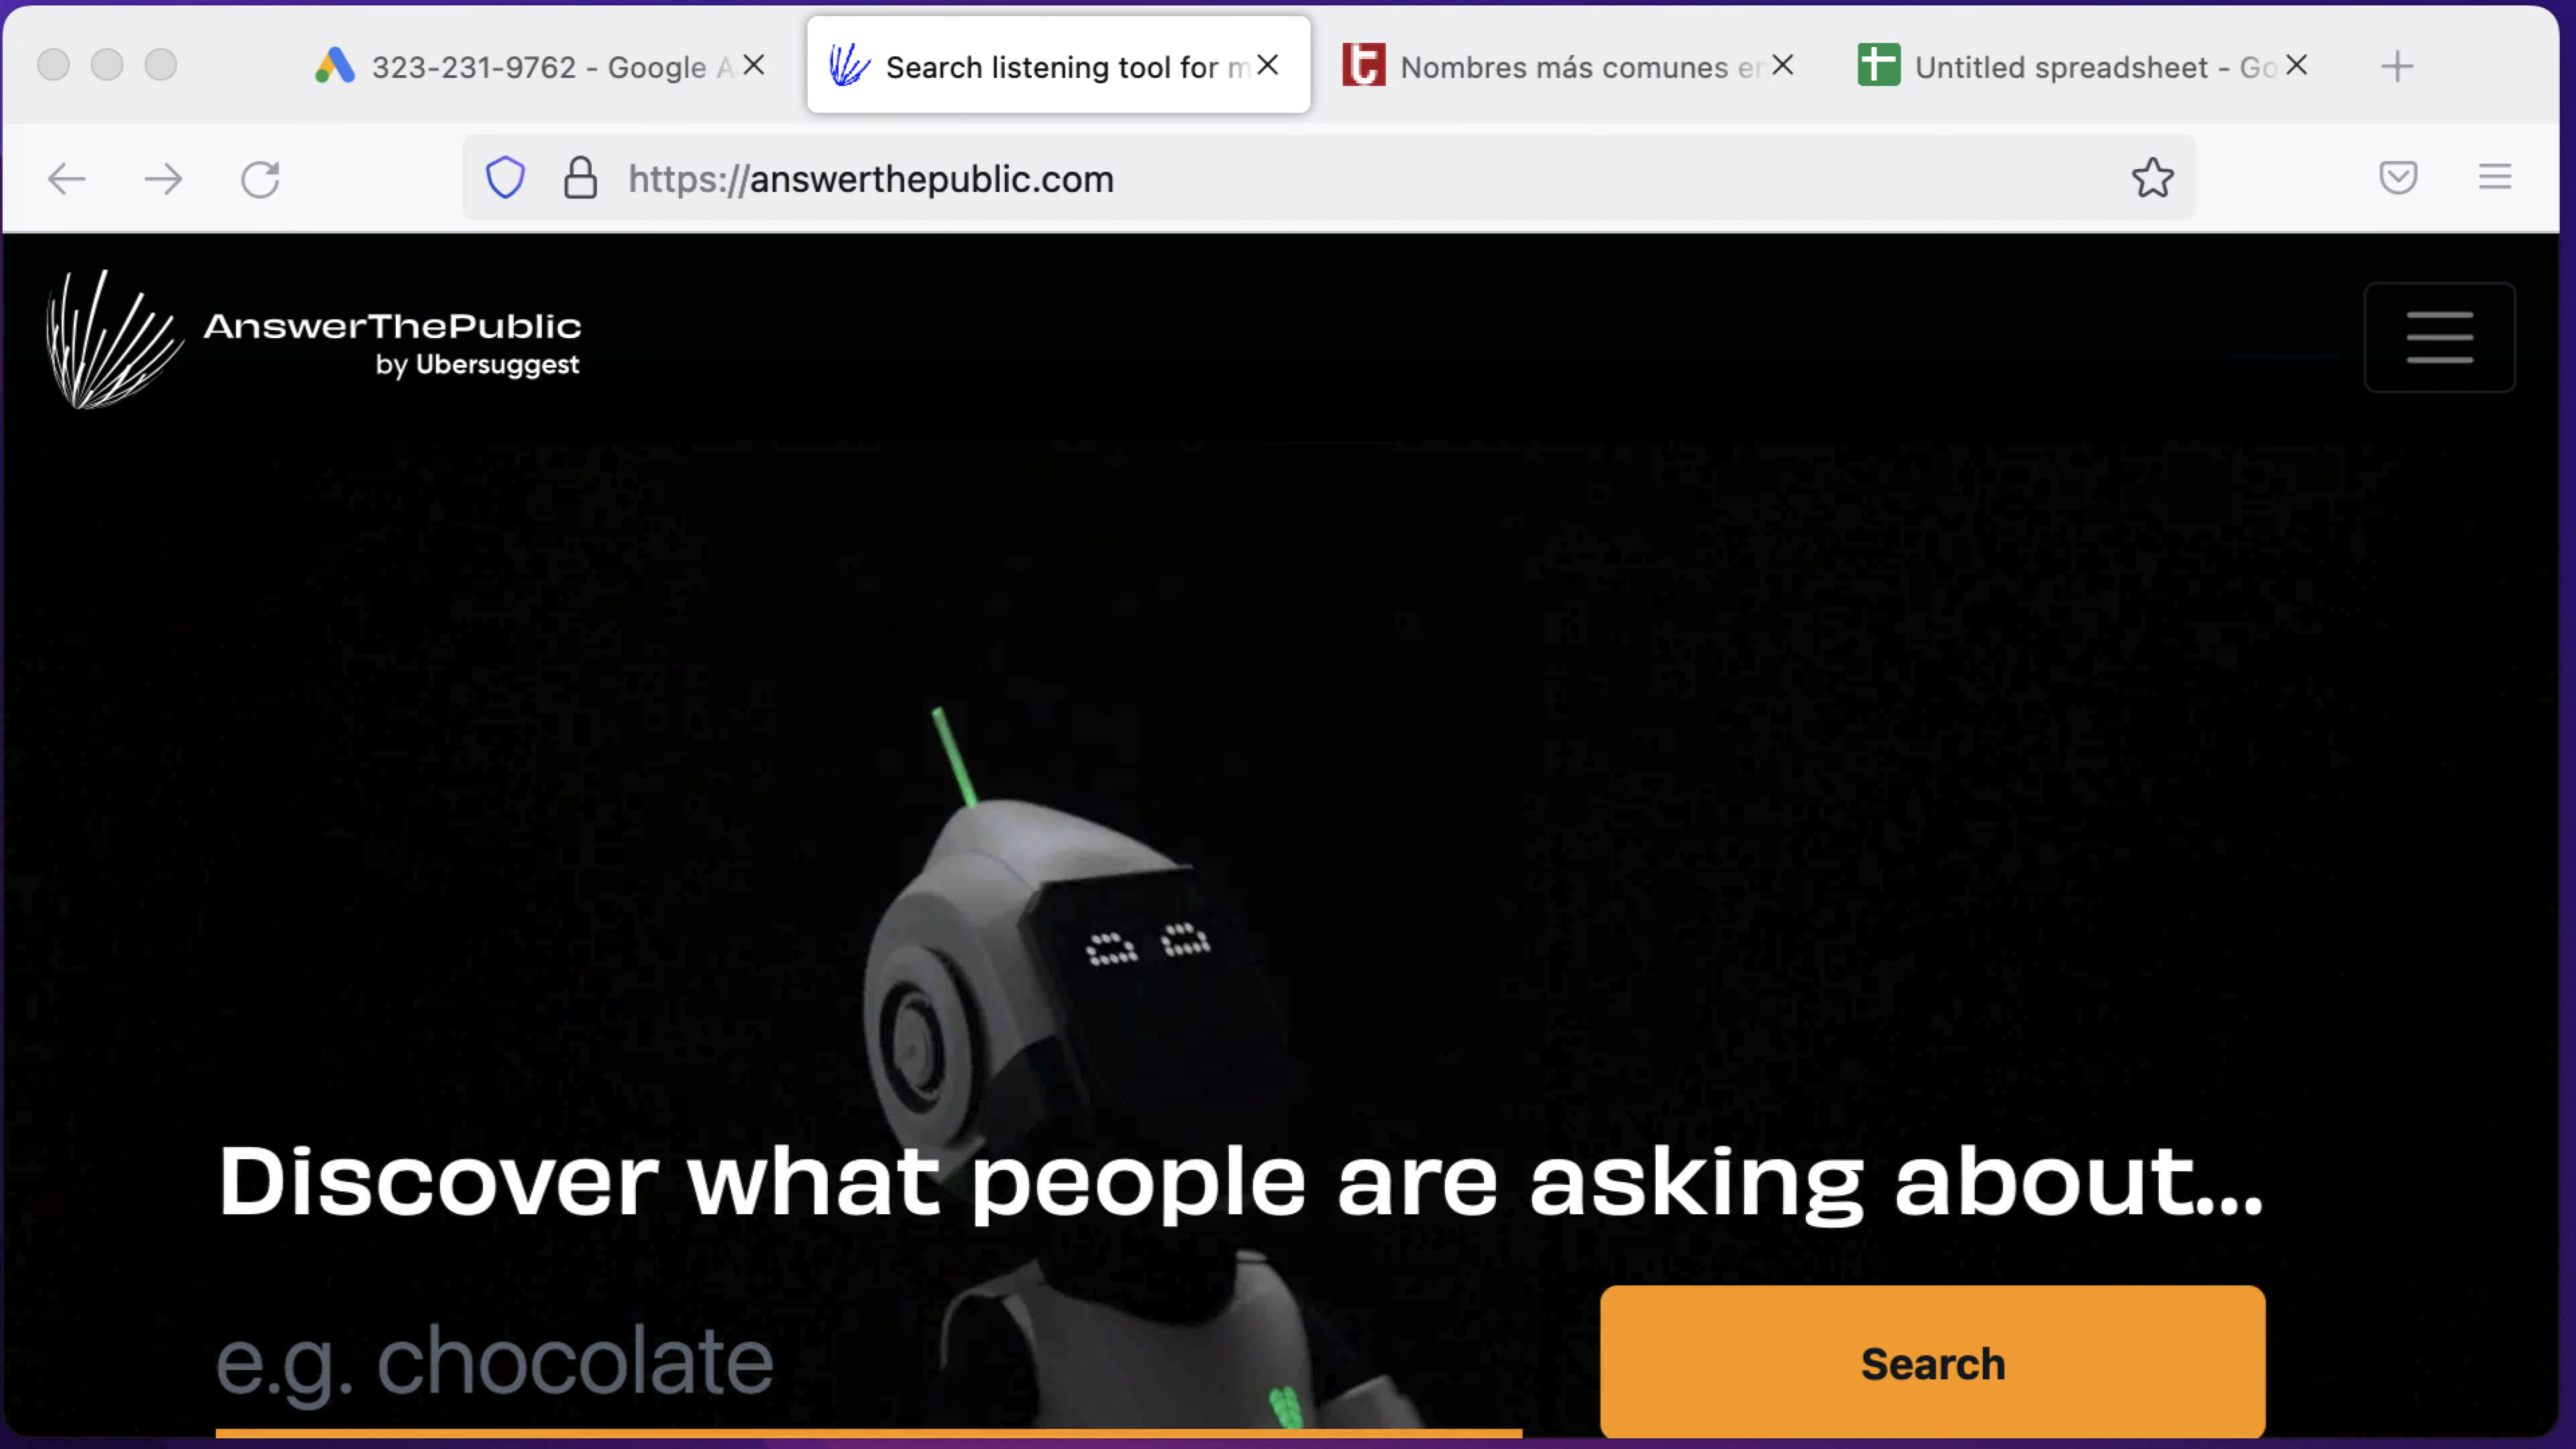 323-231-9762 - Google A
Search listening tool for m
Nombres más comunes en
Untitled spreadsheet - Go
https://answerthepublic.com
AnswerThePublic
by Ubersuggest
Discover what people are asking about...
e.g. chocolate
Search